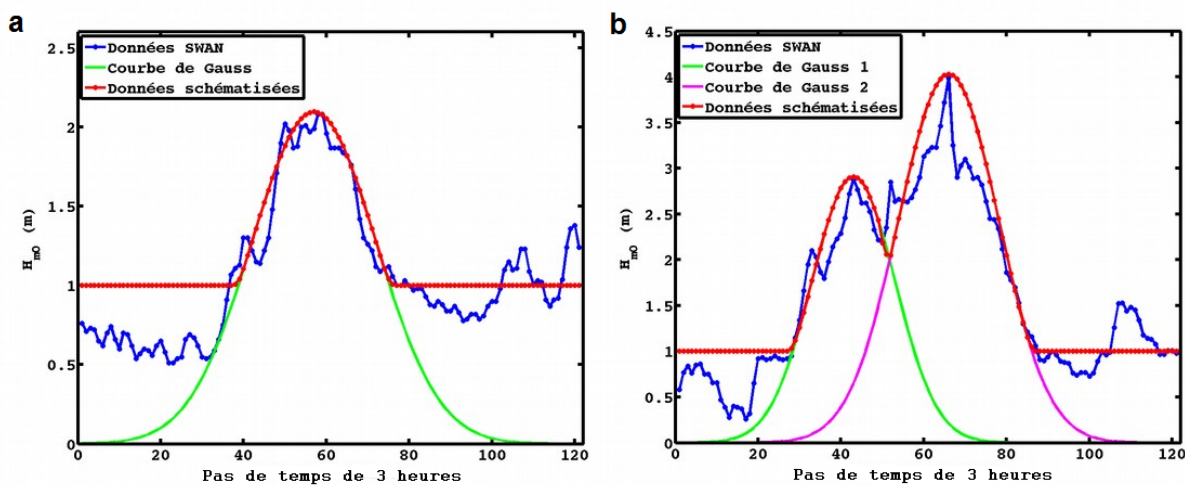 a
Données SWAN
Courbe de Gauss
Données schématisées
2.5
2
1.5
1
0.5
0
H_m0 (m)
0 20 40 60 80 100 120
Pas de temps de 3 heures
b
Données SWAN
Courbe de Gauss 1
Courbe de Gauss 2
Données schématisées
4.5
4
3.5
3
2.5
2
1.5
1
0.5
0
H_m0 (m)
0 20 40 60 80 100 120
Pas de temps de 3 heures